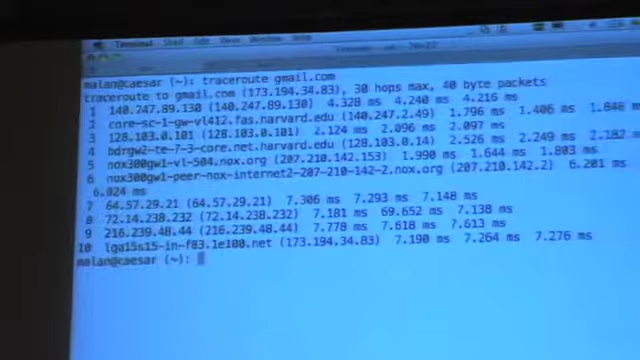 Terminal Shell Edit View Window Help
malan@caesar (~): traceroute gmail.com
traceroute to gmail.com (173.194.34.83), 30 hops max, 40 byte packets
1 140.247.89.130 (140.247.89.130) 4.328 ms 4.240 ms 4.216 ms
2 core-sc-1-gw-vl412.fas.harvard.edu (140.247.2.49) 1.796 ms 1.406 ms 1.848 ms
3 128.103.0.101 (128.103.0.101) 2.124 ms 2.096 ms 2.097 ms
4 bdrgw2-te-7-3-core.net.harvard.edu (128.103.0.14) 2.526 ms 2.249 ms 2.182 ms
5 nox300gw1-vl-504.nox.org (207.210.142.153) 1.990 ms 1.644 ms 1.803 ms
6 nox300gw1-peer-nox-internet2-207-210-142-2.nox.org (207.210.142.2) 6.201 ms
6.024 ms
7 64.57.29.21 (64.57.29.21) 7.306 ms 7.293 ms 7.148 ms
8 72.14.238.232 (72.14.238.232) 7.181 ms 69.652 ms 7.138 ms
9 216.239.48.44 (216.239.48.44) 7.778 ms 7.618 ms 7.613 ms
10 lga15s15-in-f83.1e100.net (173.194.34.83) 7.190 ms 7.264 ms 7.276 ms
malan@caesar (~):